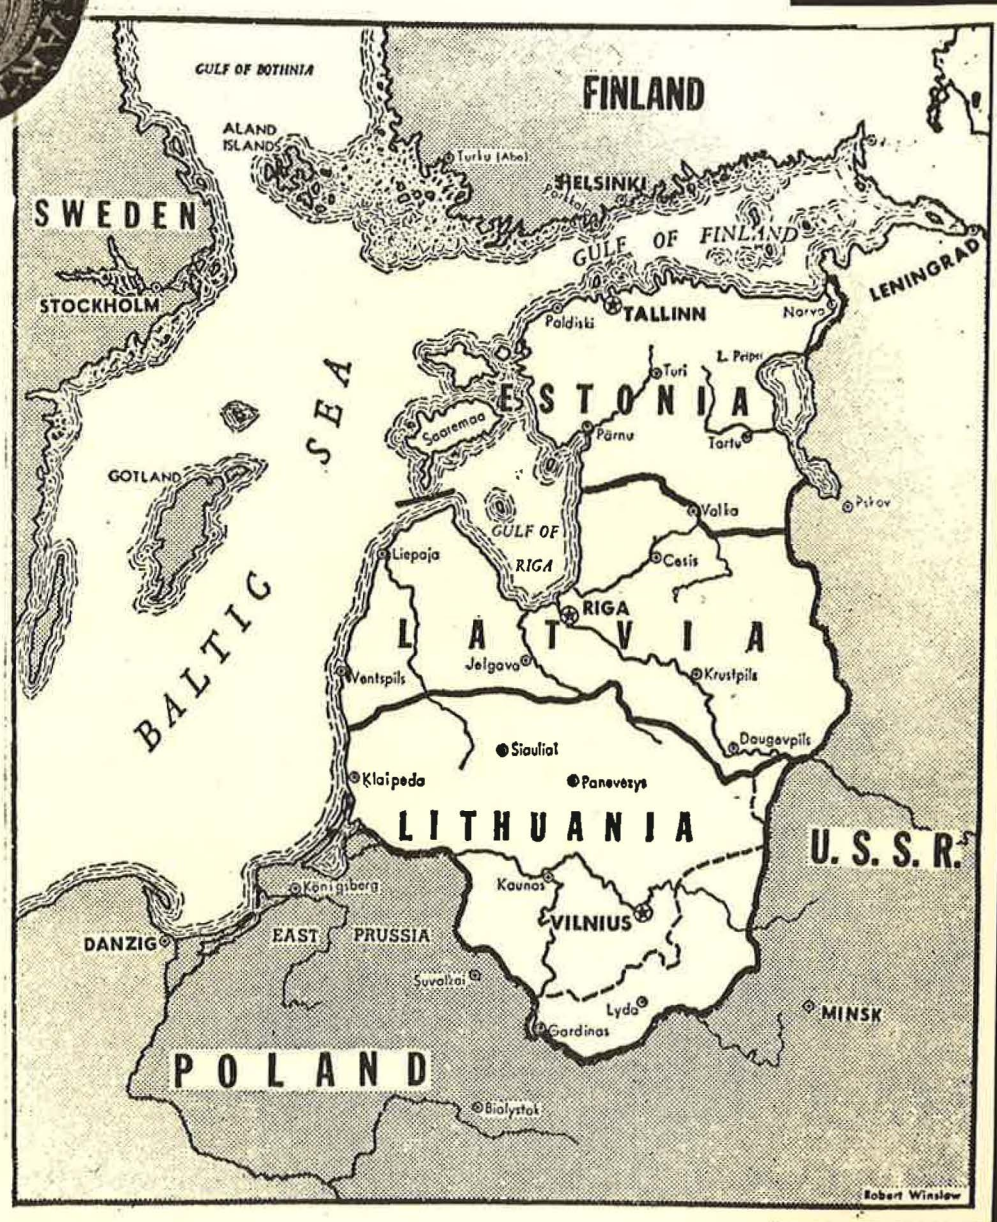 GULF OF BOTHNIA
FINLAND
ALAND
ISLANDS
Turku (Abo)
HELSINKI
SWEDEN
GULF OF FINLAND
LENINGRAD
STOCKHOLM
Paldiski
TALLINN
Narva
L. Peipei
Turi
ESTONIA
Saaremaa
Pärnu
Tartu
BALTIC SEA
GOTLAND
Pskov
Valka
GULF OF
RIGA
Liepaja
Cesis
RIGA
LATVIA
Jelgava
Krustpils
Ventspils
Daugavpils
Siauliai
Klaipeda
Panevezys
LITHUANIA
U. S. S. R.
Kaunas
Königsberg
VILNIUS
DANZIG
EAST PRUSSIA
Suvalkai
Lyda
MINSK
Gardinas
POLAND
Bialystok
Robert Winslow